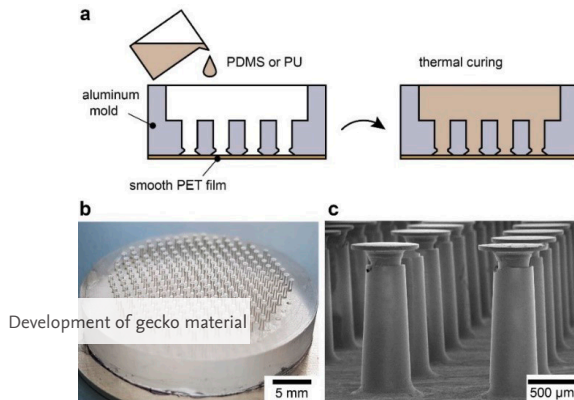 a
PDMS or PU
thermal curing
aluminum
mold
smooth PET film
b
c
Development of gecko material
5 mm
500 µm